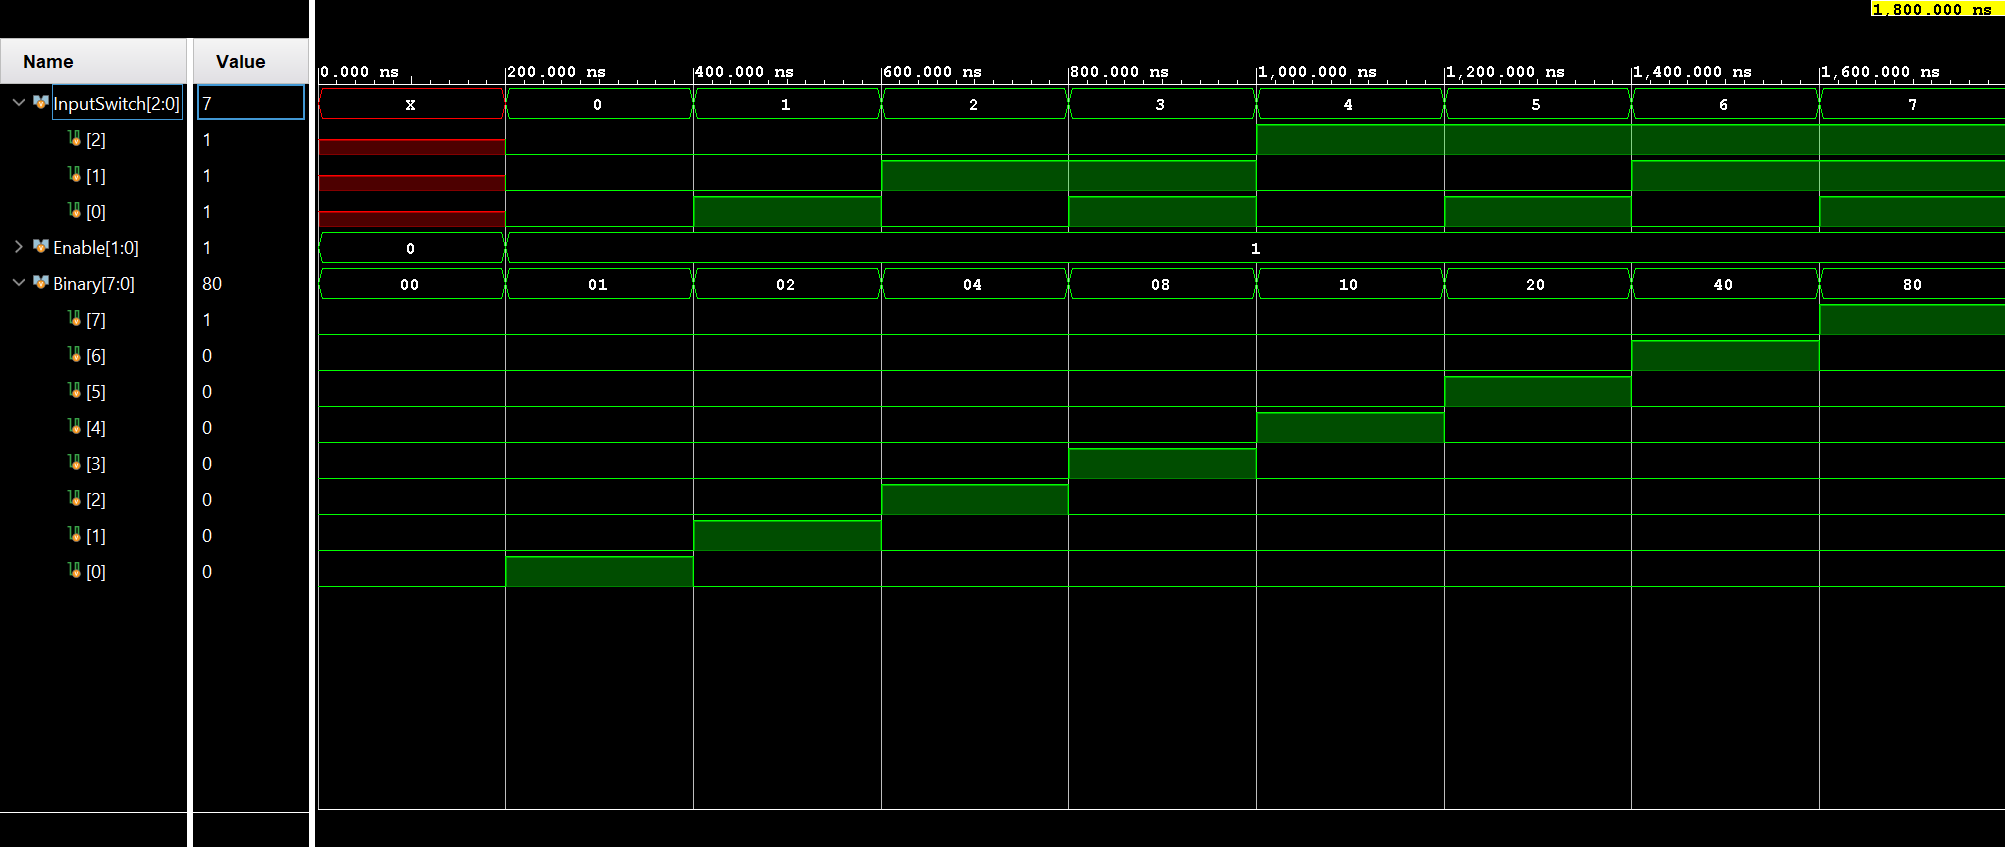 1,800.000 ns
Name Value
0.000 ns 200.000 ns 400.000 ns 600.000 ns 800.000 ns 1,000.000 ns 1,200.000 ns 1,400.000 ns 1,600.000 ns
InputSwitch[2:0] 7 X 0 1 2 3 4 5 6 7
[2] 1
[1] 1
[0] 1
Enable[1:0] 1 0 1
Binary[7:0] 80 00 01 02 04 08 10 20 40 80
[7] 1
[6] 0
[5] 0
[4] 0
[3] 0
[2] 0
[1] 0
[0] 0